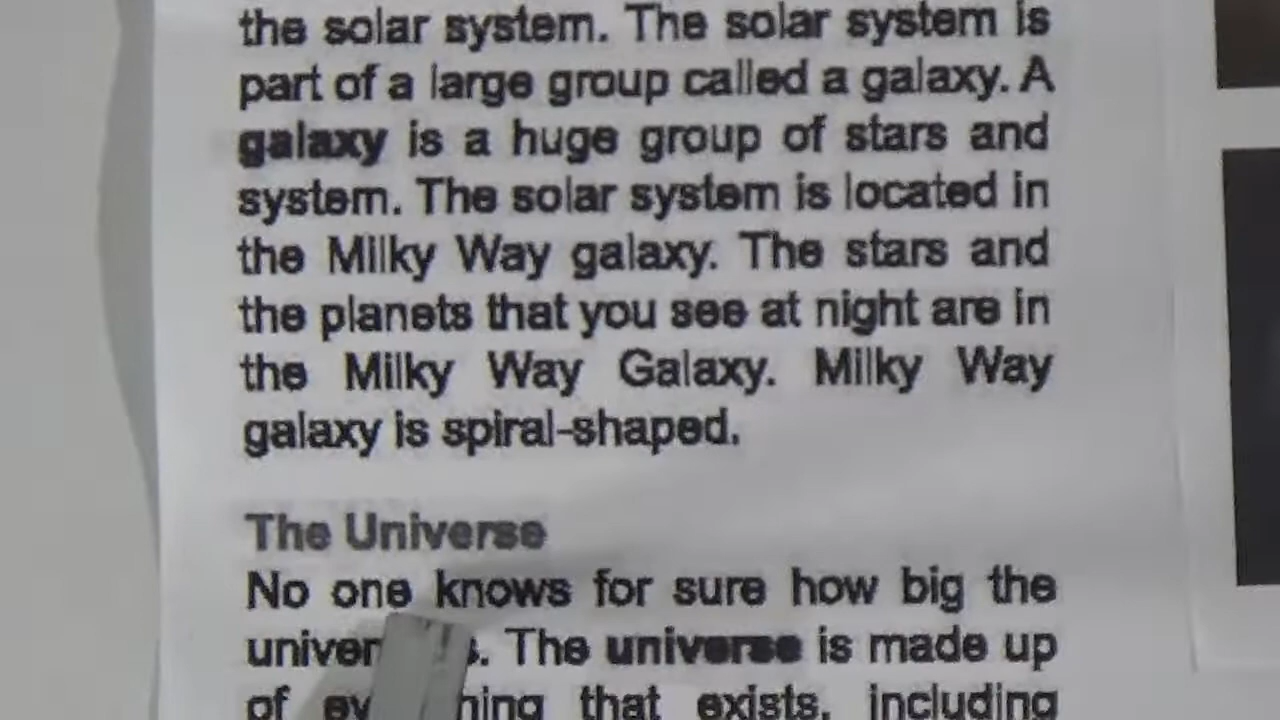 the solar system. The solar system is
part of a large group called a galaxy. A
galaxy is a huge group of stars and
system. The solar system is located in
the Milky Way galaxy. The stars and
the planets that you see at night are in
the Milky Way Galaxy. Milky Way
galaxy is spiral-shaped.
The Universe
No one knows for sure how big the
The universe is made up
of that exists, including